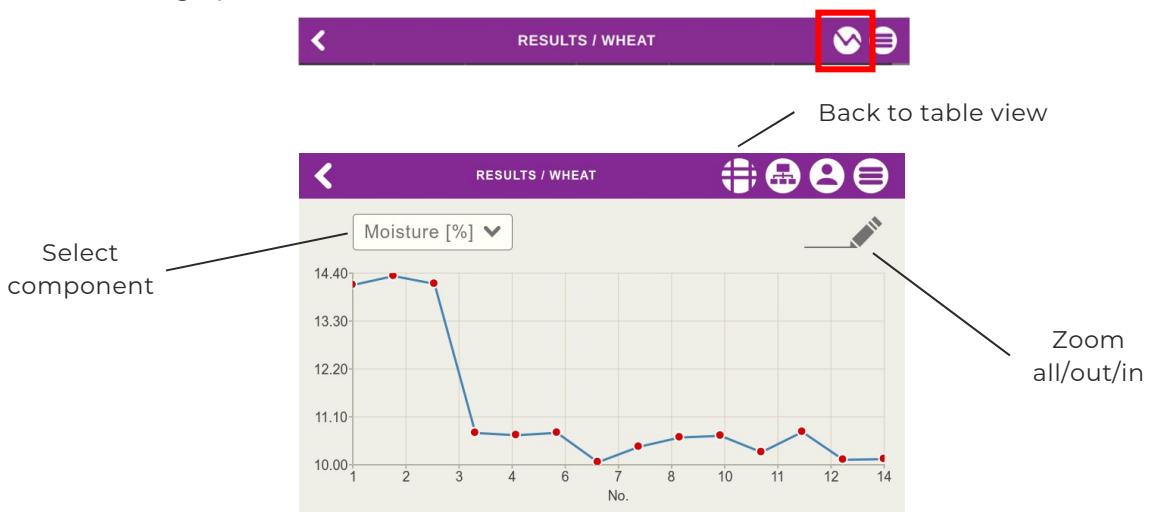 RESULTS / WHEAT
Back to table view
RESULTS / WHEAT
Moisture [%]
Select
component
14.40
13.30
12.20
11.10
10.00
1 2 3 4 6 7 8 10 11 12 14
No.
Zoom
all/out/in